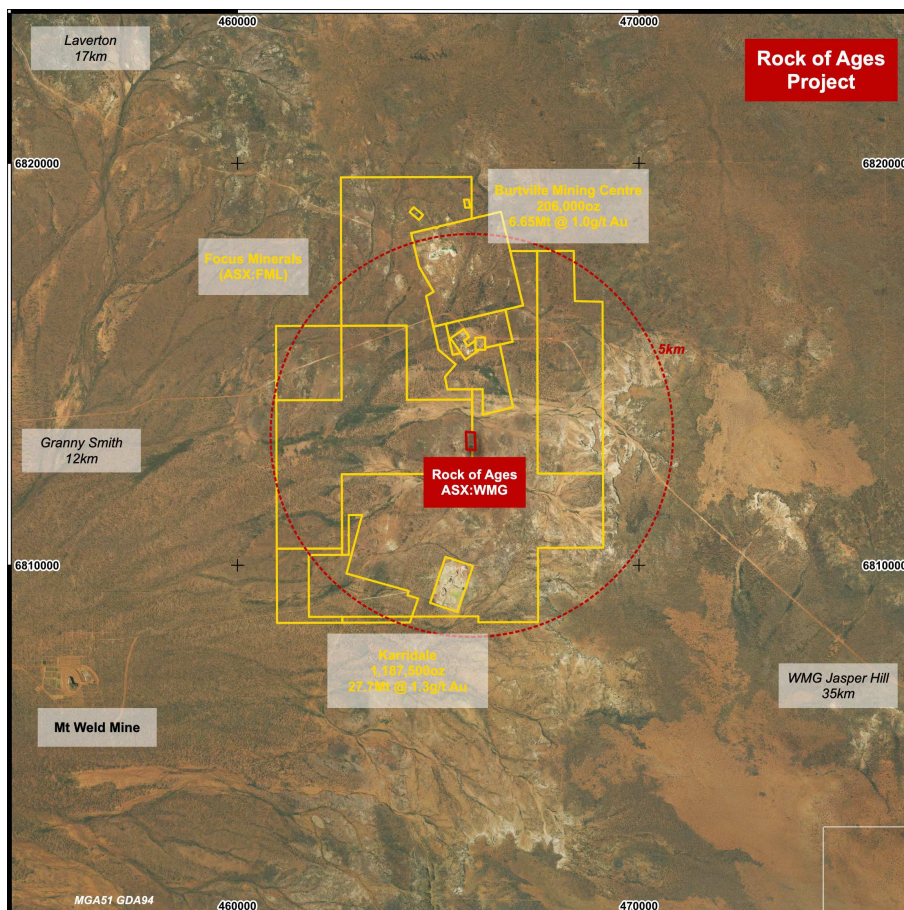 460000
470000
Laverton
17km
Rock of Ages
Project
6820000
6820000
Burtville Mining Centre
206,000oz
6.65Mt @ 1.0g/t Au
Focus Minerals
(ASX:FML)
5km
Granny Smith
12km
Rock of Ages
ASX:WMG
6810000
6810000
Karridale
1,187,500oz
27.7Mt @ 1.3g/t Au
WMG Jasper Hill
35km
Mt Weld Mine
MGA51 GDA94
460000
470000